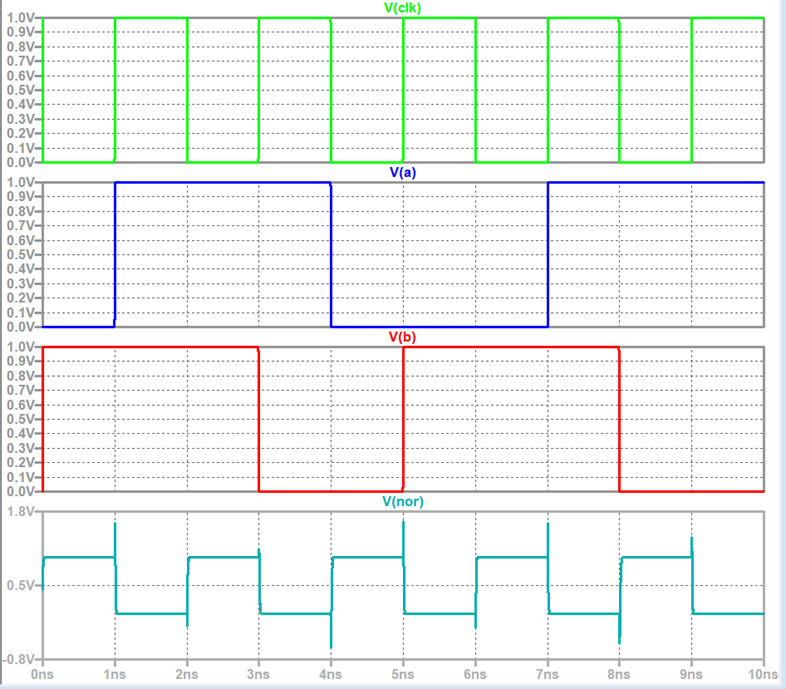 V(clk)
1.0V
0.9V
0.8V
0.7V
0.6V
0.5V
0.4V
0.3V
0.2V
0.1V
0.0V
V(a)
1.0V
0.9V
0.8V
0.7V
0.6V
0.5V
0.4V
0.3V
0.2V
0.1V
0.0V
V(b)
1.0V
0.9V
0.8V
0.7V
0.6V
0.5V
0.4V
0.3V
0.2V
0.1V
0.0V
V(nor)
1.8V
0.5V
-0.8V
0ns 1ns 2ns 3ns 4ns 5ns 6ns 7ns 8ns 9ns 10ns